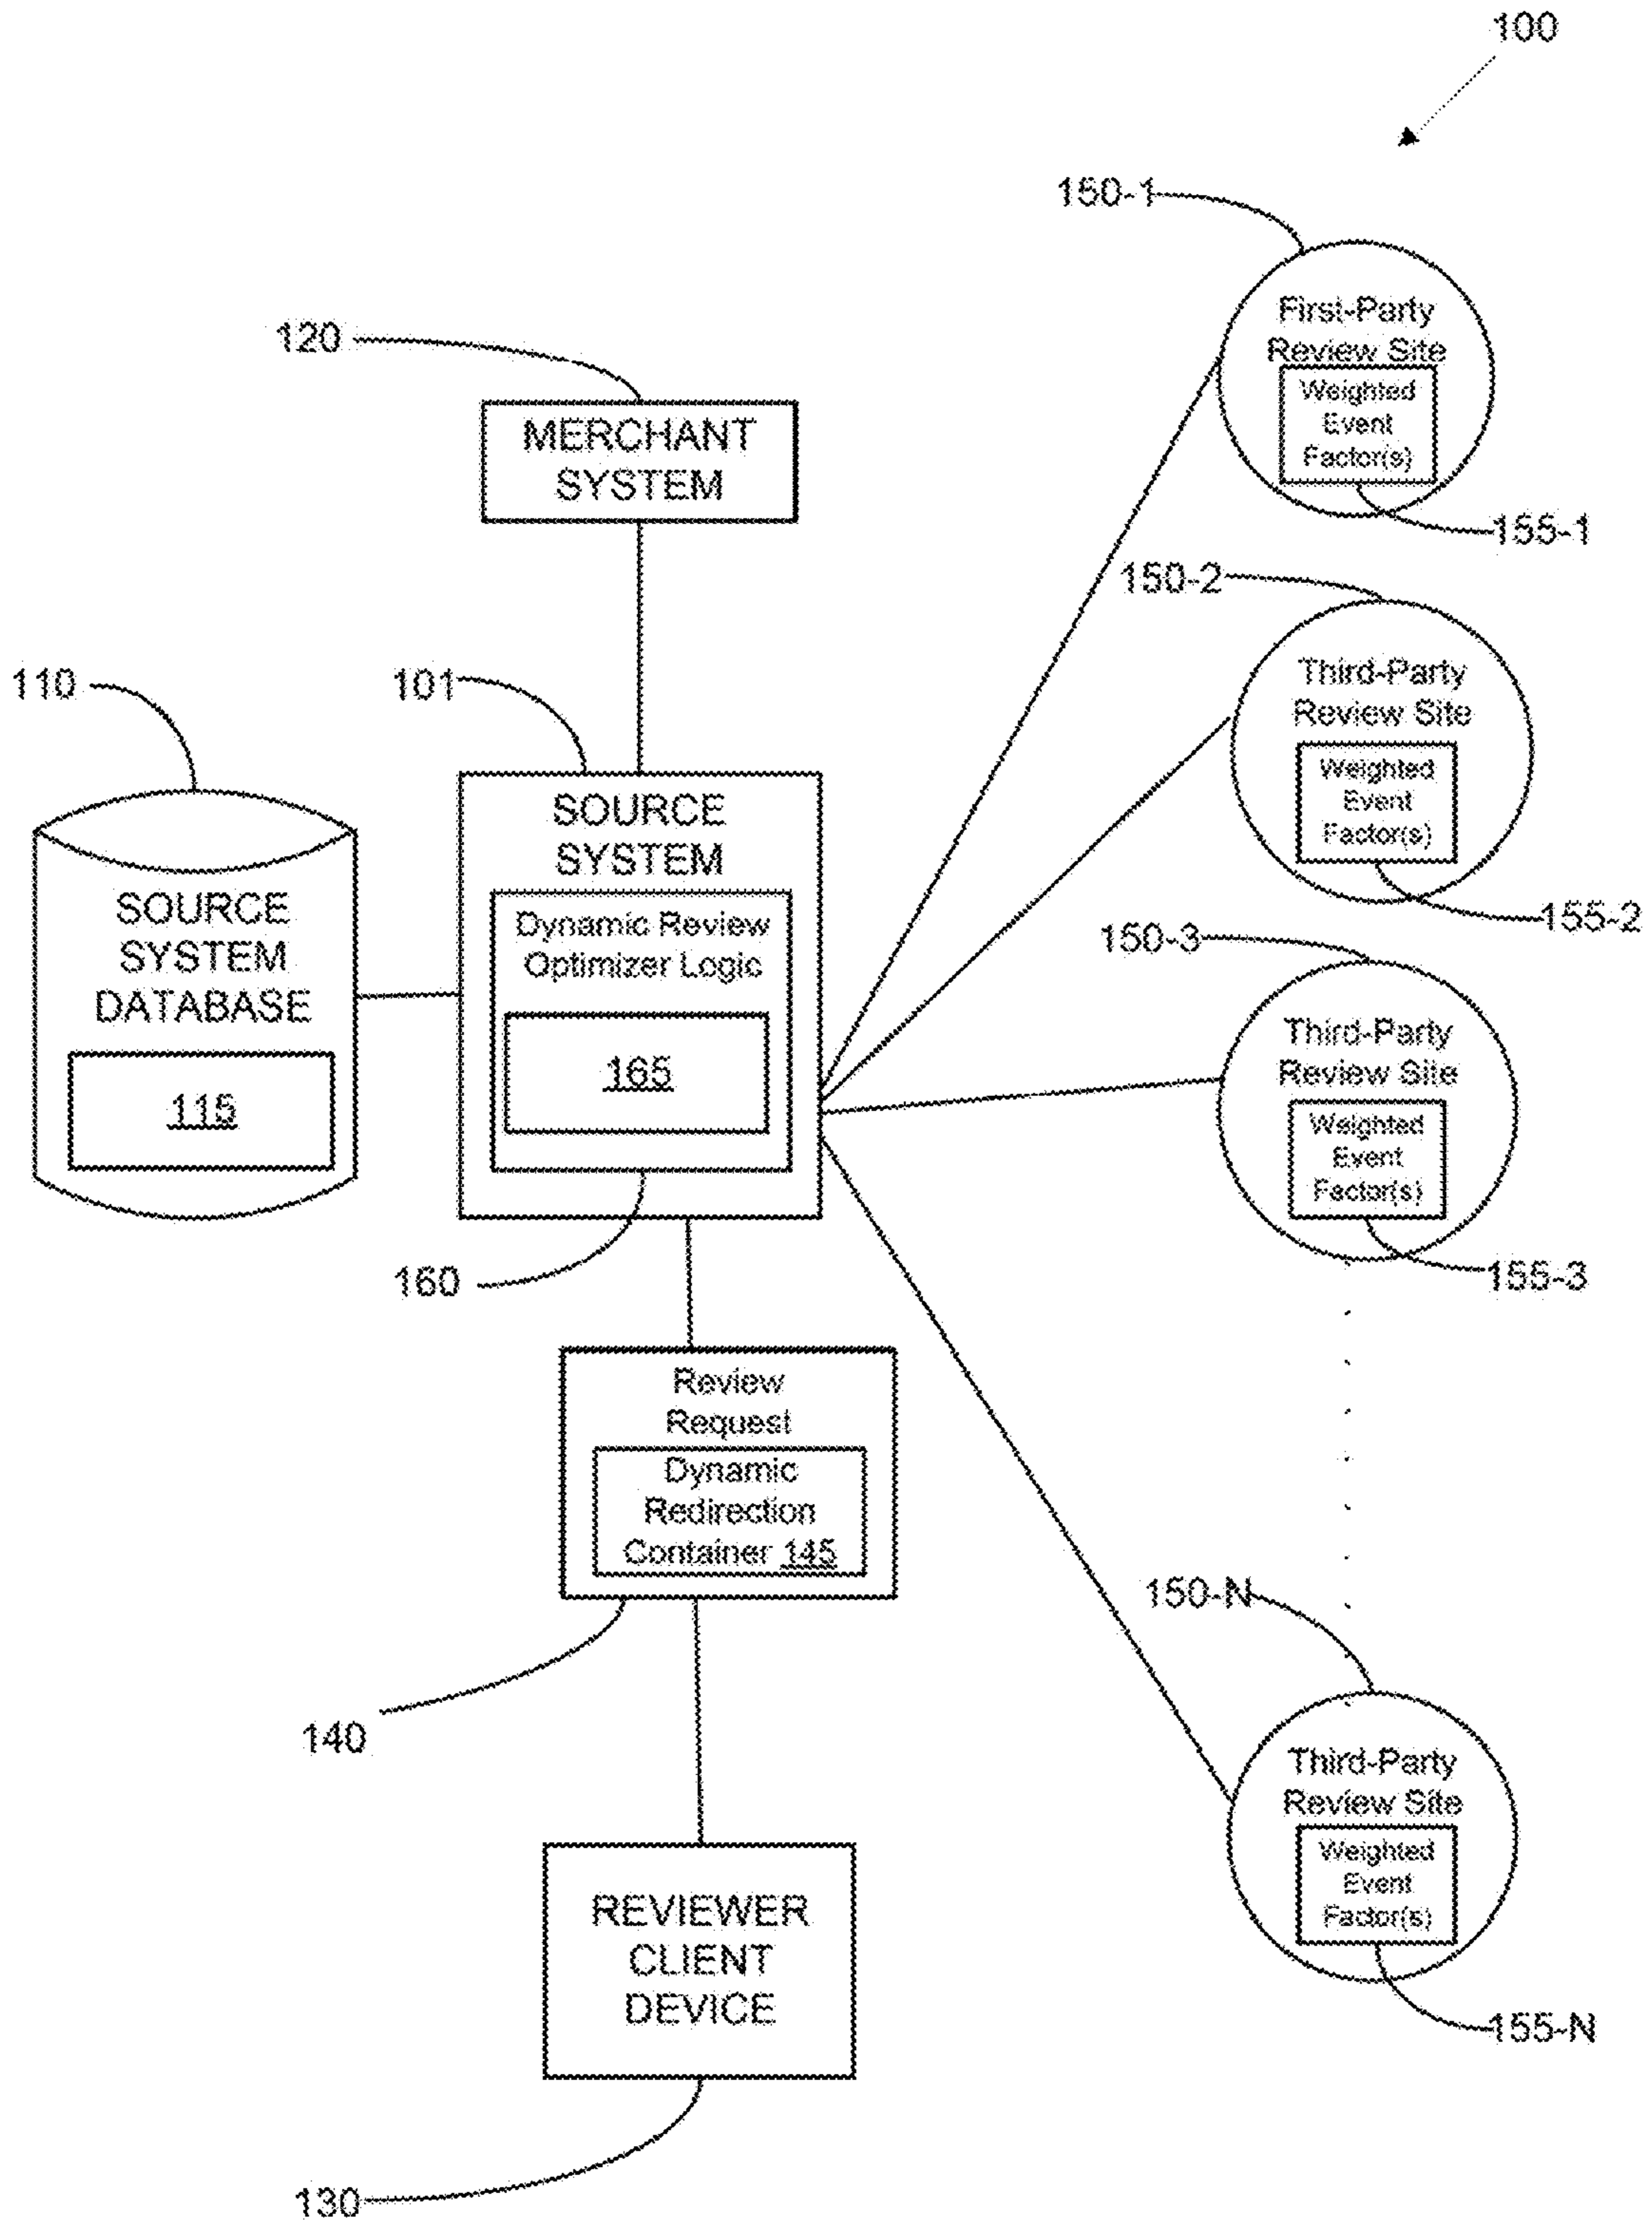 100
150-1
First-Party
Review Site
Weighted
Event
Factor(s)
155-1
120
MERCHANT
SYSTEM
150-2
Third-Party
Review Site
Weighted
Event
Factor(s)
155-2
110
101
SOURCE
SYSTEM
DATABASE
115
SOURCE
SYSTEM
Dynamic Review
Optimizer Logic
165
160
150-3
Third-Party
Review Site
Weighted
Event
Factor(s)
155-3
Review
Request
Dynamic
Redirection
Container 145
140
150-N
Third-Party
Review Site
Weighted
Event
Factor(s)
155-N
REVIEWER
CLIENT
DEVICE
130